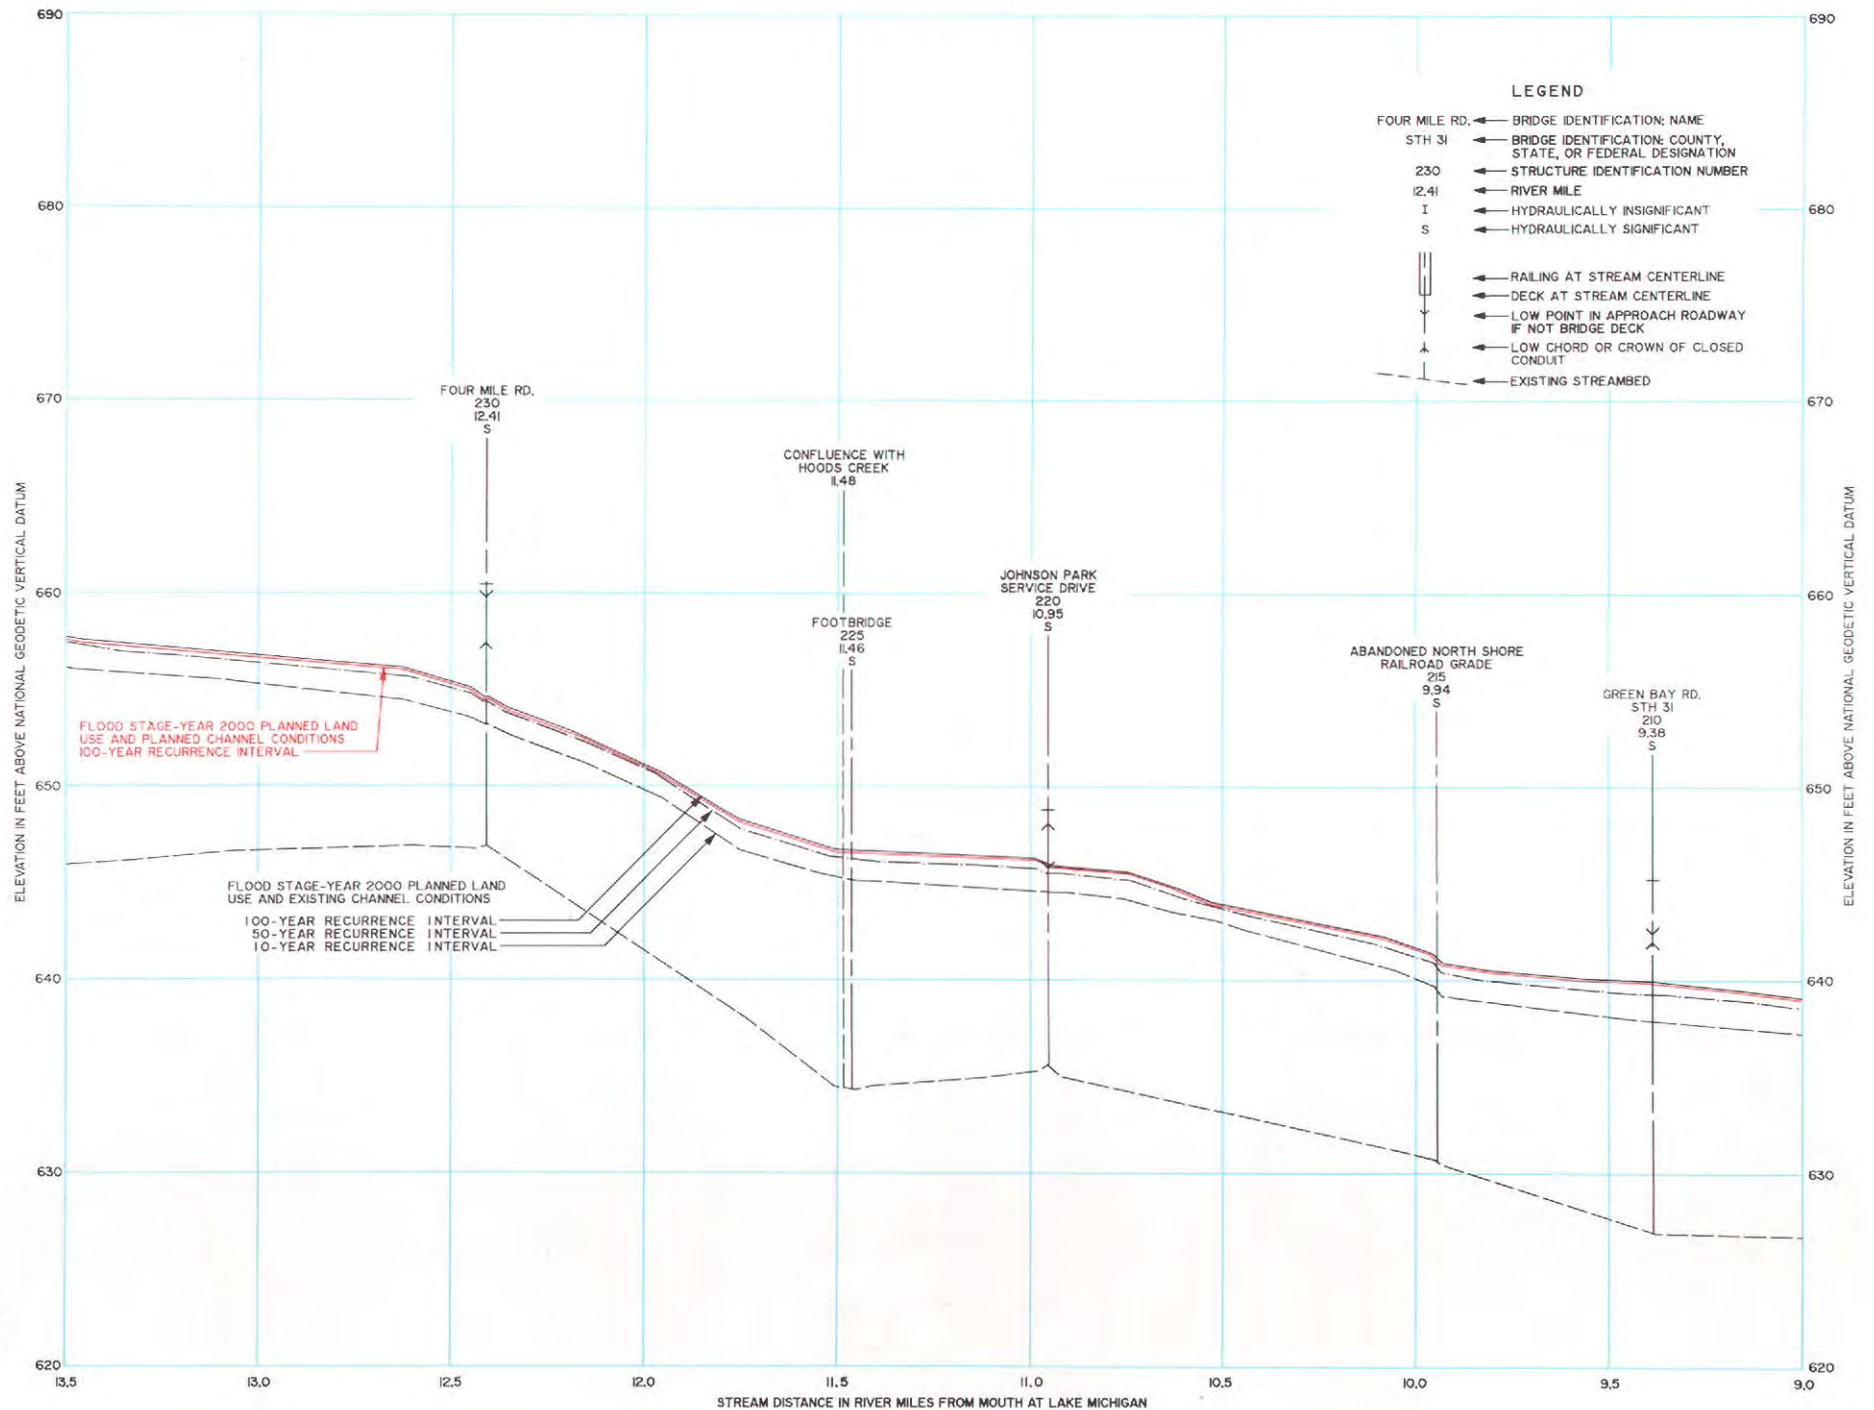 690
690
LEGEND
FOUR MILE RD. BRIDGE IDENTIFICATION: NAME
STH 31 BRIDGE IDENTIFICATION: COUNTY,
STATE, OR FEDERAL DESIGNATION
230 STRUCTURE IDENTIFICATION NUMBER
12.41 RIVER MILE
I HYDRAULICALLY INSIGNIFICANT
S HYDRAULICALLY SIGNIFICANT
RAILING AT STREAM CENTERLINE
DECK AT STREAM CENTERLINE
LOW POINT IN APPROACH ROADWAY
IF NOT BRIDGE DECK
LOW CHORD OR CROWN OF CLOSED
CONDUIT
EXISTING STREAMBED
680
680
670
670
FOUR MILE RD.
230
12.41
S
CONFLUENCE WITH
HOODS CREEK
11.48
FOOTBRIDGE
225
11.46
S
JOHNSON PARK
SERVICE DRIVE
220
10.95
S
ABANDONED NORTH SHORE
RAILROAD GRADE
215
9.94
S
GREEN BAY RD.
STH 31
210
9.38
S
ELEVATION IN FEET ABOVE NATIONAL GEODETIC VERTICAL DATUM
ELEVATION IN FEET ABOVE NATIONAL GEODETIC VERTICAL DATUM
660
660
FLOOD STAGE-YEAR 2000 PLANNED LAND
USE AND PLANNED CHANNEL CONDITIONS
100-YEAR RECURRENCE INTERVAL
650
650
FLOOD STAGE-YEAR 2000 PLANNED LAND
USE AND EXISTING CHANNEL CONDITIONS
100-YEAR RECURRENCE INTERVAL
50-YEAR RECURRENCE INTERVAL
10-YEAR RECURRENCE INTERVAL
640
640
630
630
620
620
13.5 13.0 12.5 12.0 11.5 11.0 10.5 10.0 9.5 9.0
STREAM DISTANCE IN RIVER MILES FROM MOUTH AT LAKE MICHIGAN